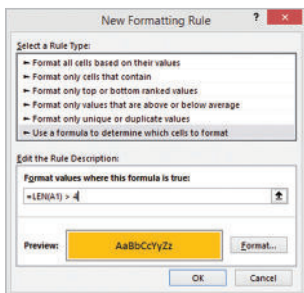 New Formatting Rule
?
×
Select a Rule Type:
► Format all cells based on their values
► Format only cells that contain
► Format only top or bottom ranked values
► Format only values that are above or below average
► Format only unique or duplicate values
► Use a formula to determine which cells to format
Edit the Rule Description:
Format values where this formula is true:
=LEN(A1) > 4
Preview:
AaBbCcYyZz
Format...
OK
Cancel